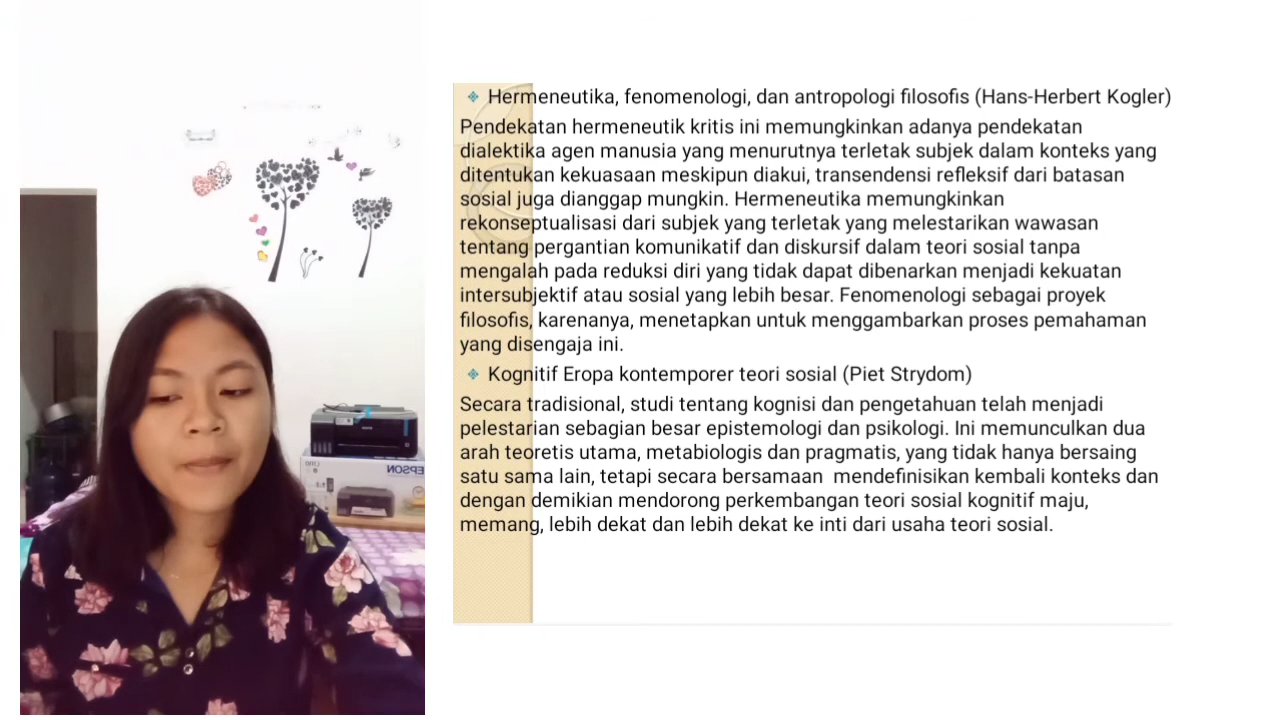 Hermeneutika, fenomenologi, dan antropologi filosofis (Hans-Herbert Kogler)
Pendekatan hermeneutik kritis ini memungkinkan adanya pendekatan
dialektika agen manusia yang menurutnya terletak subjek dalam konteks yang
ditentukan kekuasaan meskipun diakui, transendensi refleksif dari batasan
sosial juga dianggap mungkin. Hermeneutika memungkinkan
rekonseptualisasi dari subjek yang terletak yang melestarikan wawasan
tentang pergantian komunikatif dan diskursif dalam teori sosial tanpa
mengalah pada reduksi diri yang tidak dapat dibenarkan menjadi kekuatan
intersubjektif atau sosial yang lebih besar. Fenomenologi sebagai proyek
filosofis, karenanya, menetapkan untuk menggambarkan proses pemahaman
yang disengaja ini.
Kognitif Eropa kontemporer teori sosial (Piet Strydom)
Secara tradisional, studi tentang kognisi dan pengetahuan telah menjadi
pelestarian sebagian besar epistemologi dan psikologi. Ini memunculkan dua
arah teoretis utama, metabiologis dan pragmatis, yang tidak hanya bersaing
satu sama lain, tetapi secara bersamaan  mendefinisikan kembali konteks dan
dengan demikian mendorong perkembangan teori sosial kognitif maju,
memang, lebih dekat dan lebih dekat ke inti dari usaha teori sosial.
EPSON
L3110